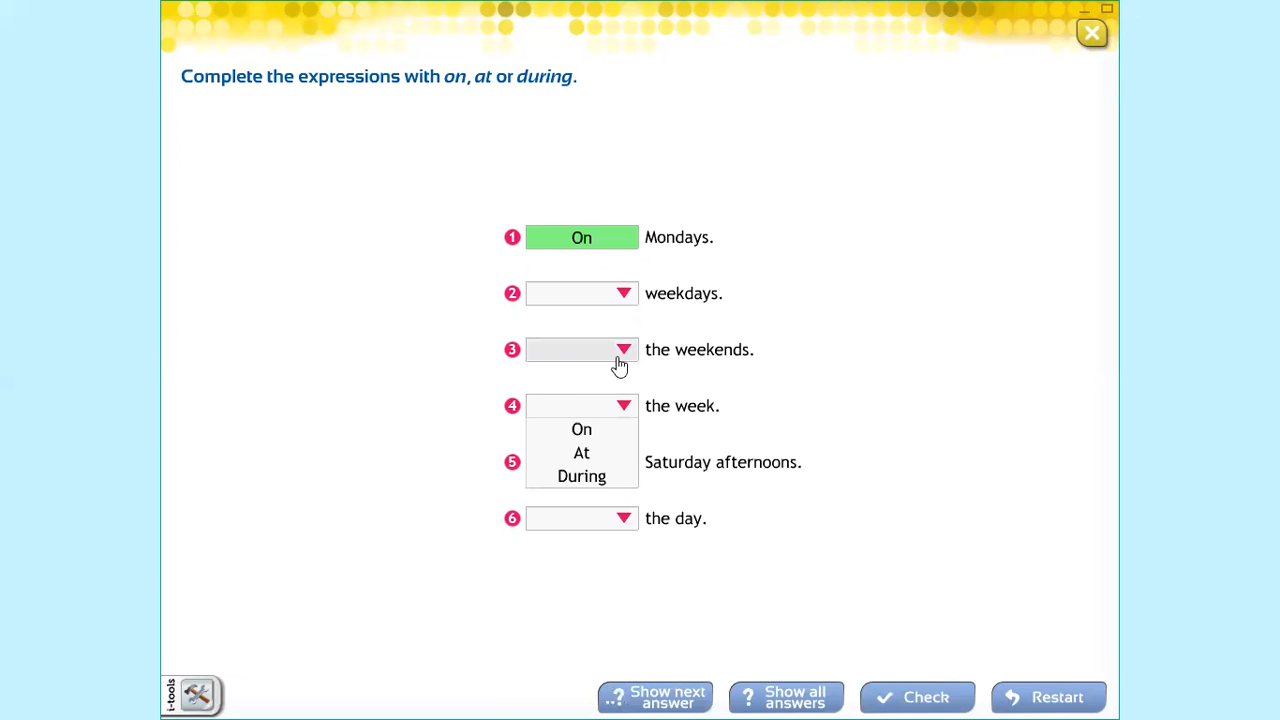 Complete the expressions with on, at or during.
1 On Mondays.
2 weekdays.
3 the weekends.
4 the week.
On
At
During
5 Saturday afternoons.
6 the day.
i-tools
? Show next answer
? Show all answers
Check
Restart